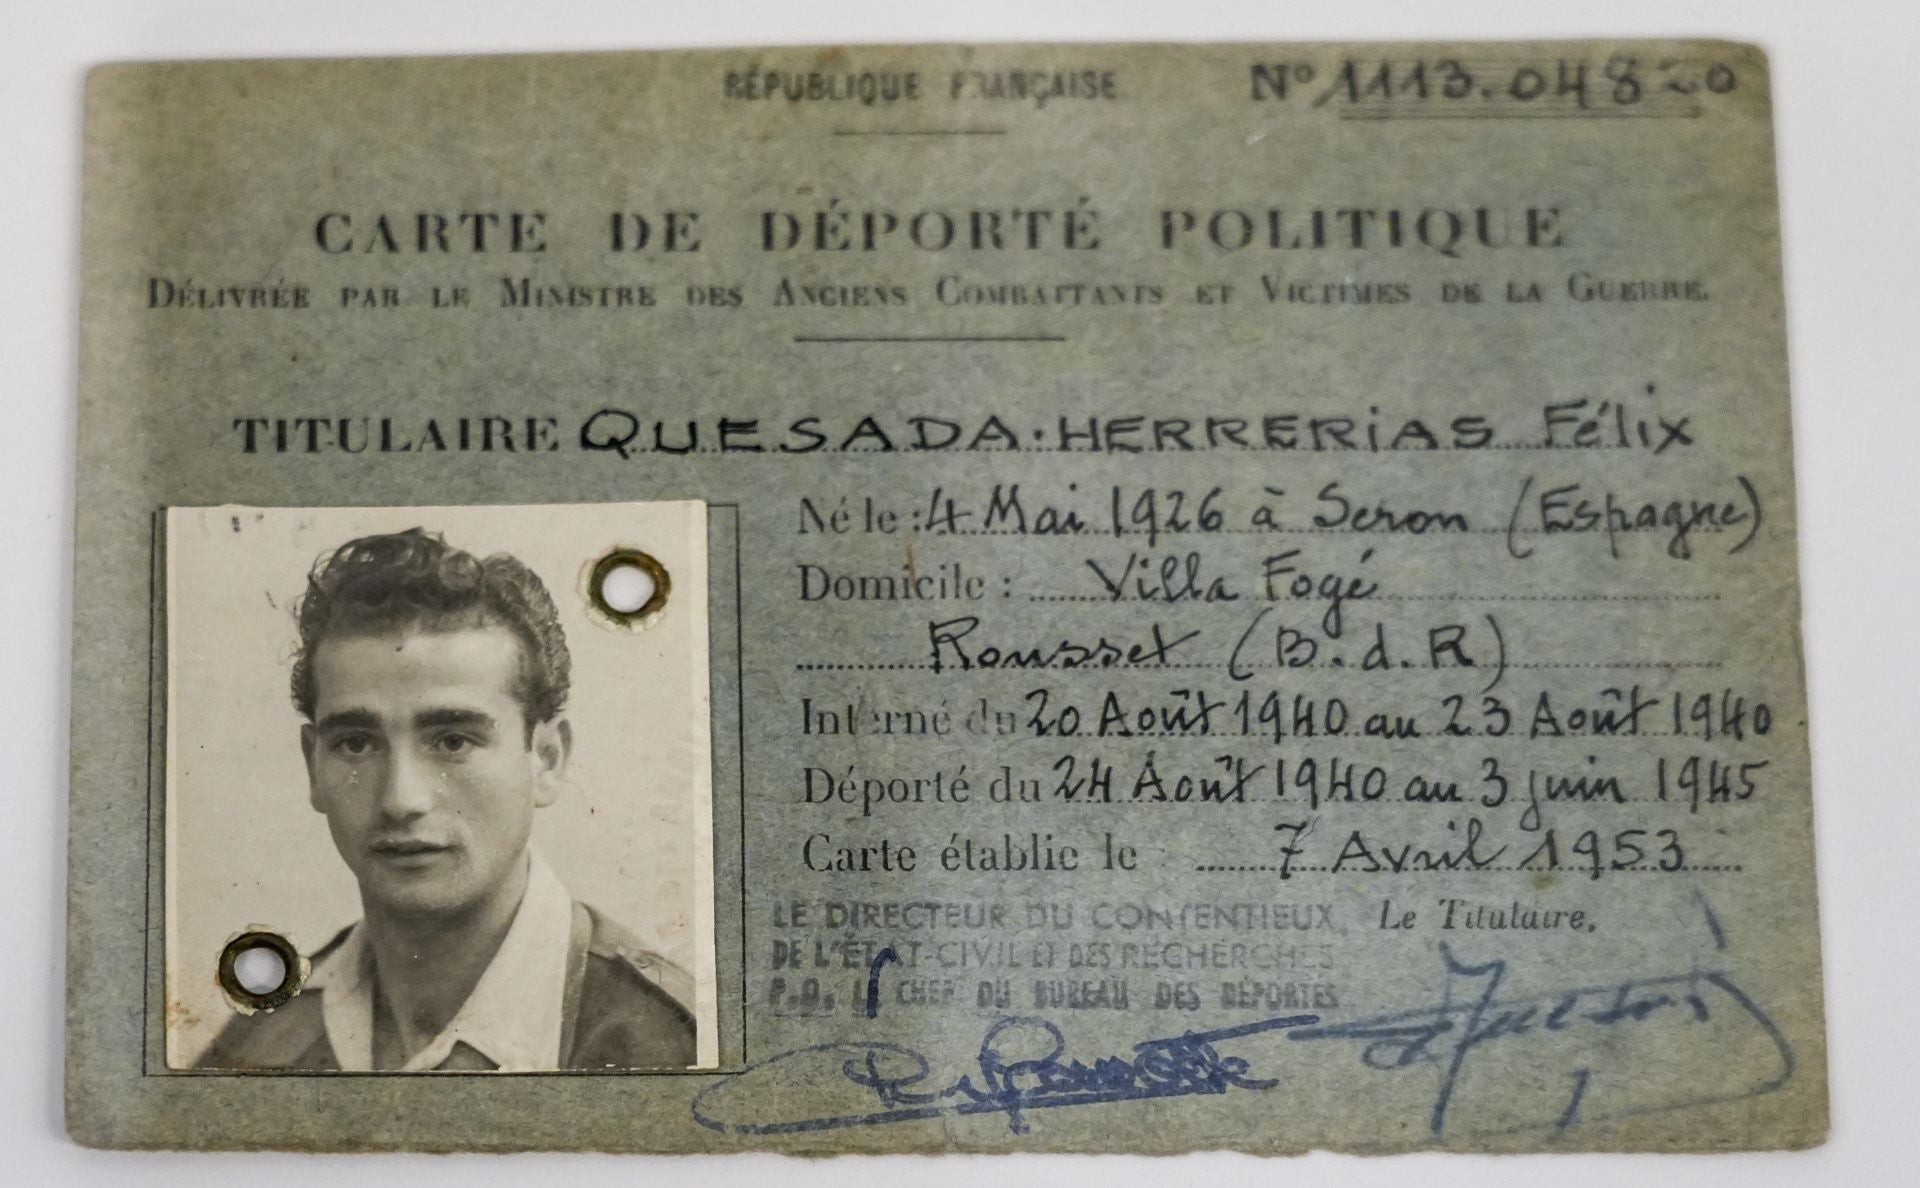 RÉPUBLIQUE FRANÇAISE
N° 1113.04820
CARTE DE DÉPORTÉ POLITIQUE
DÉLIVRÉE PAR LE MINISTRE DES ANCIENS COMBATTANTS ET VICTIMES DE LA GUERRE.
TITULAIRE QUESADA.HERRERIAS Félix
Né le : 4 Mai 1926 à Seron (Espagne)
Domicile : Villa Fogé
Rousset (B.d.R)
Interné du 20 Août 1940 au 23 Août 1940
Déporté du 24 Août 1940 au 3 juin 1945
Carte établie le 7 Avril 1953
LE DIRECTEUR DU CONTENTIEUX,
DE L'ÉTAT-CIVIL ET DES RECHERCHES
P.O. LE CHEF DU BUREAU DES DÉPORTÉS
Le Titulaire,